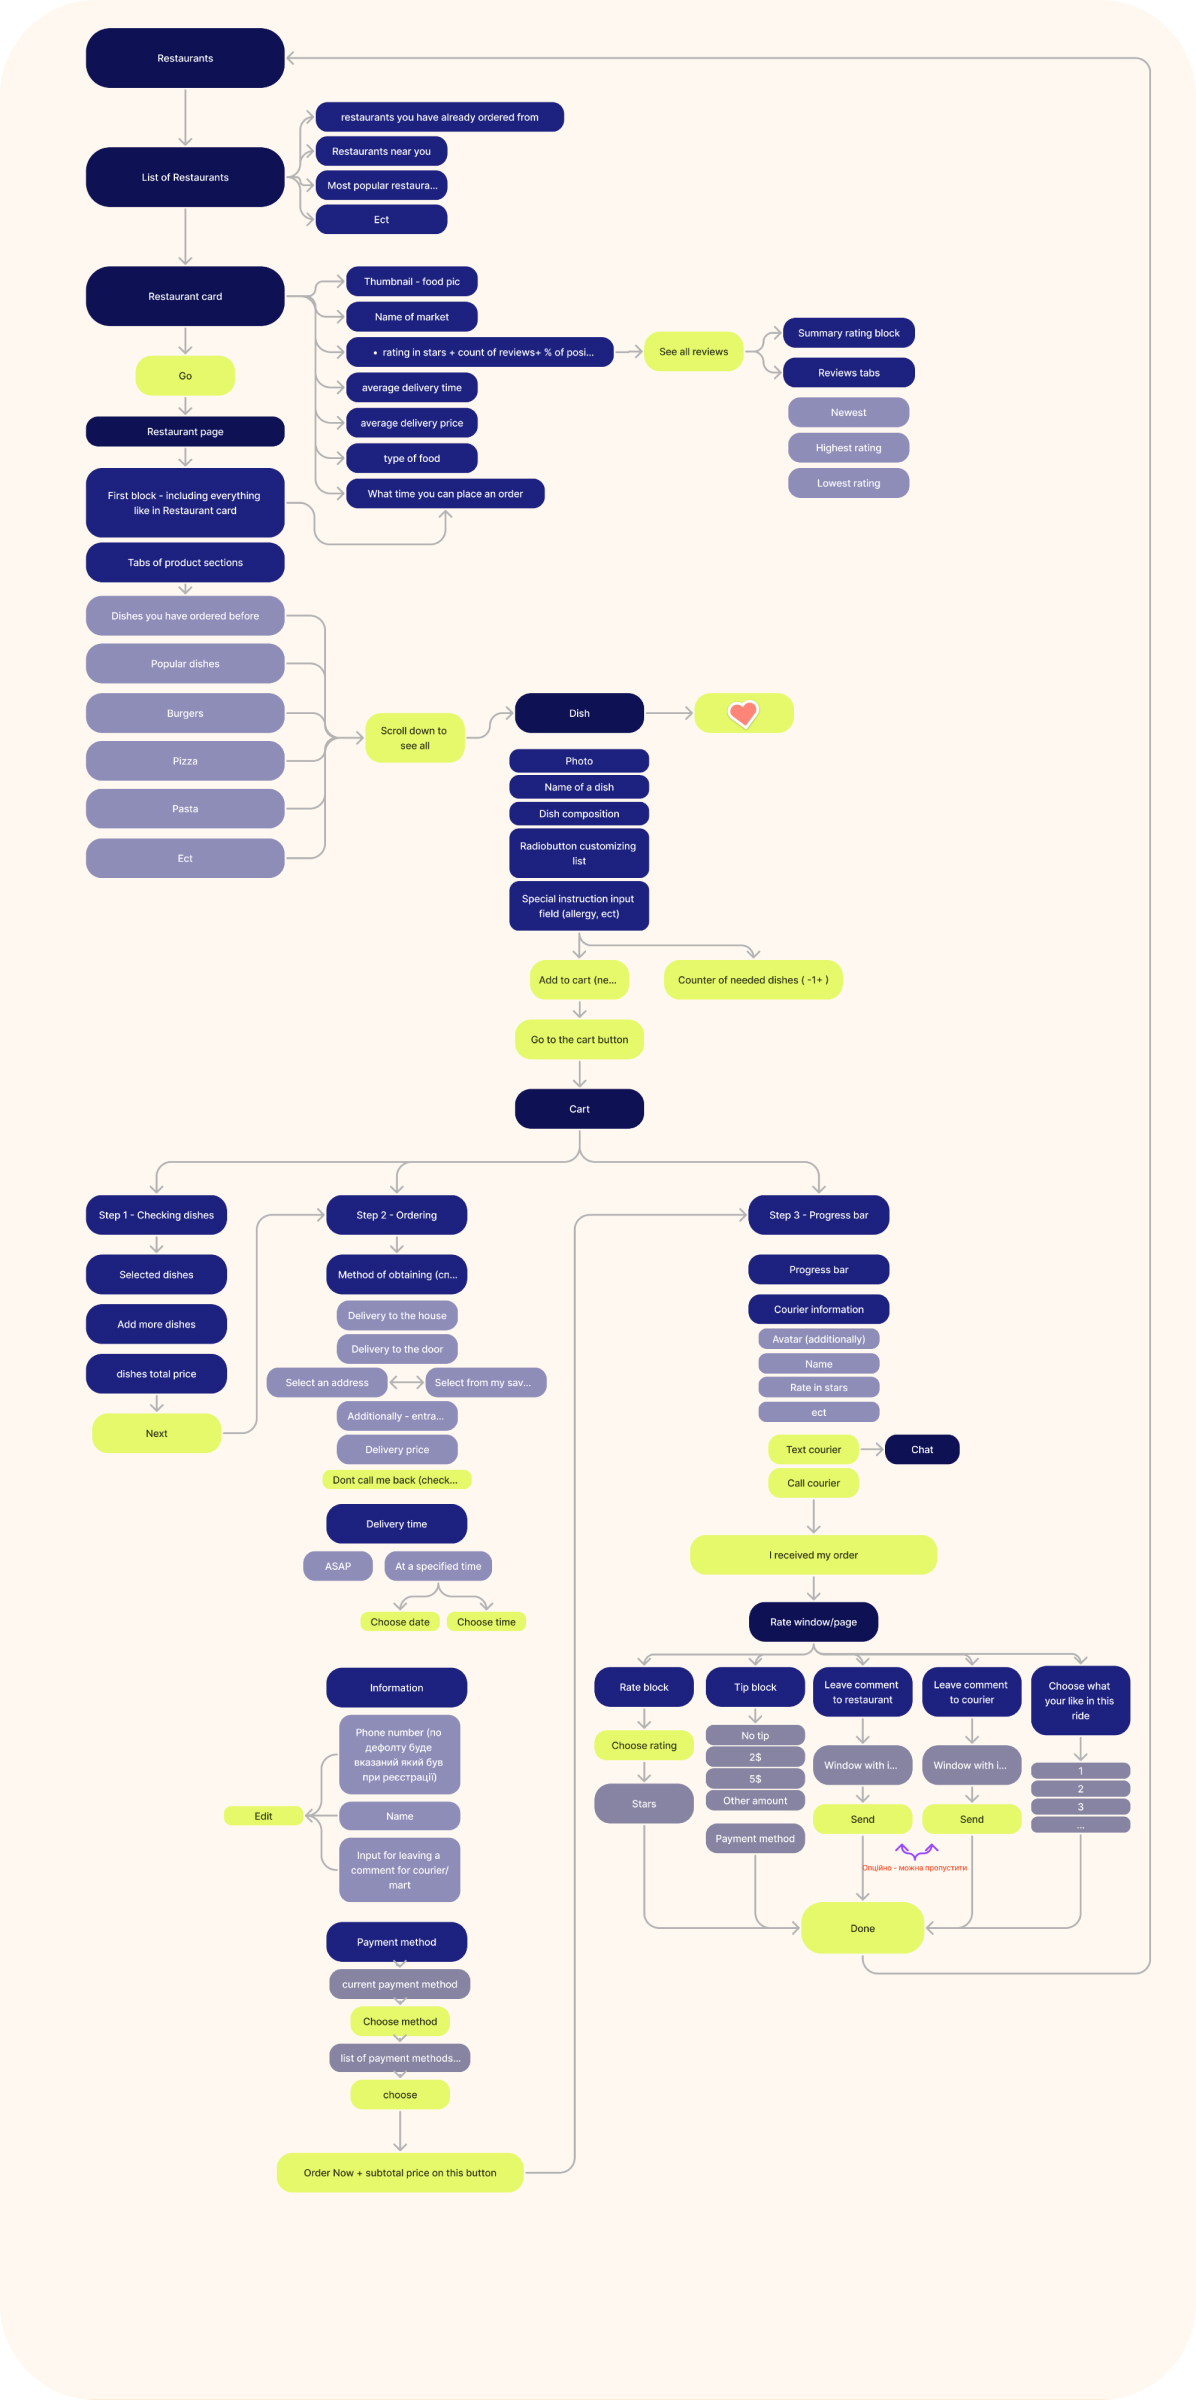 Restaurants
List of Restaurants
restaurants you have already ordered from
Restaurants near you
Most popular restaura...
Ect
Restaurant card
Thumbnail - food pic
Name of market
• rating in stars + count of reviews+ % of posi...
average delivery time
average delivery price
type of food
What time you can place an order
See all reviews
Summary rating block
Reviews tabs
Newest
Highest rating
Lowest rating
Go
Restaurant page
First block - including everything
like in Restaurant card
Tabs of product sections
Dishes you have ordered before
Popular dishes
Burgers
Pizza
Pasta
Ect
Scroll down to
see all
Dish
Photo
Name of a dish
Dish composition
Radiobutton customizing
list
Special instruction input
field (allergy, ect)
Add to cart (ne...
Counter of needed dishes ( -1+ )
Go to the cart button
Cart
Step 1 - Checking dishes
Selected dishes
Add more dishes
dishes total price
Next
Step 2 - Ordering
Method of obtaining (сп...
Delivery to the house
Delivery to the door
Select an address
Select from my sav...
Additionally - entra...
Delivery price
Dont call me back (check...
Delivery time
ASAP
At a specified time
Choose date
Choose time
Information
Phone number (по
дефолту буде
вказаний який був
при реєстрації)
Name
Input for leaving a
comment for courier/
mart
Edit
Payment method
current payment method
Choose method
list of payment methods...
choose
Order Now + subtotal price on this button
Step 3 - Progress bar
Progress bar
Courier information
Avatar (additionally)
Name
Rate in stars
ect
Text courier
Chat
Call courier
I received my order
Rate window/page
Rate block
Choose rating
Stars
Tip block
No tip
2$
5$
Other amount
Payment method
Leave comment
to restaurant
Window with i...
Send
Leave comment
to courier
Window with i...
Send
Choose what
your like in this
ride
1
2
3
...
Опційно - можна пропустити
Done